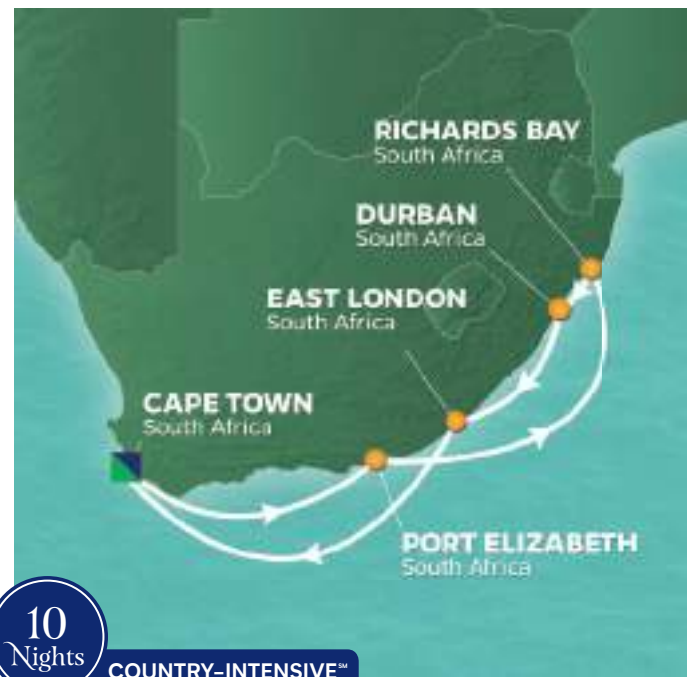 RICHARDS BAY
South Africa
DURBAN
South Africa
EAST LONDON
South Africa
CAPE TOWN
South Africa
PORT ELIZABETH
South Africa
10
Nights
COUNTRY-INTENSIVE℠